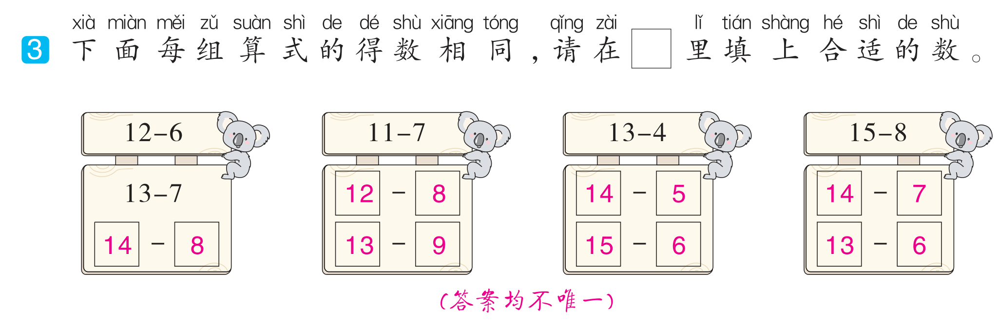 xià miàn měi zǔ suàn shì de dé shù xiāng tóng qǐng zài lǐ tián shàng hé shì de shù
3 下面每组算式的得数相同,请在□里填上合适的数。
12-6 11-7 13-4 15-8
13-7 12-8 14-5 14-7
14-8 13-9 15-6 13-6
(答案均不唯一)